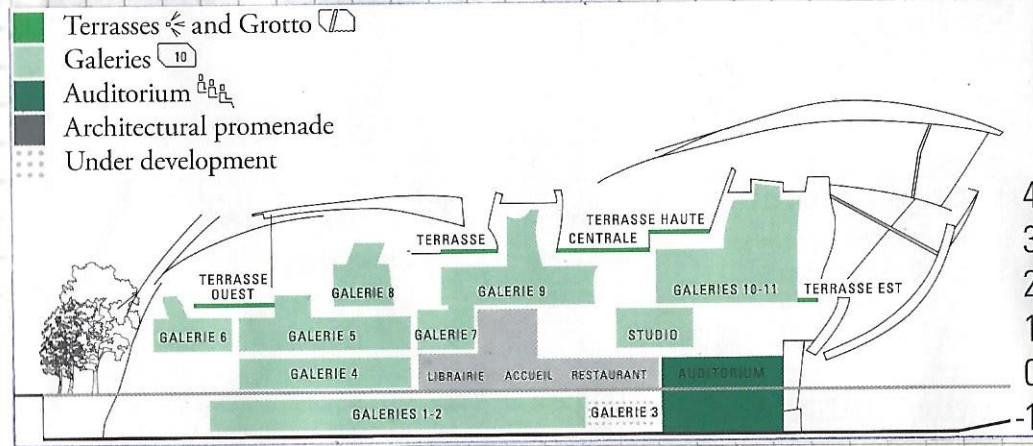 Terrasses and Grotto
Galeries 10
Auditorium
Architectural promenade
Under development
4
TERRASSE HAUTE
TERRASSE CENTRALE
3
TERRASSE
OUEST
GALERIE 8
GALERIE 9
GALERIES 10-11
TERRASSE EST
2
GALERIE 6
GALERIE 5
GALERIE 7
STUDIO
1
GALERIE 4
LIBRAIRIE
ACCUEIL
RESTAURANT
AUDITORIUM
0
GALERIES 1-2
GALERIE 3
-1